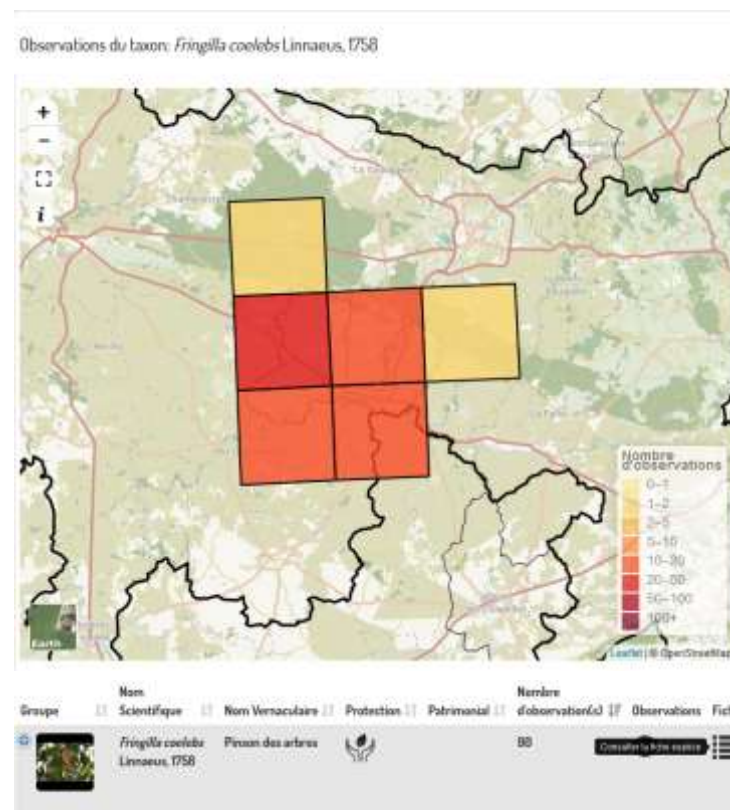 Observations du taxon: Fringilla coelebs Linnaeus, 1758
+
−
i
Nombre
d'observations
0–1
1–2
2–5
5–10
10–20
20–50
50–100
100+
Earth
Leaflet | © OpenStreetMap
Groupe
Nom
Scientifique
Nom Vernaculaire
Protection
Patrimonial
Nombre
d'observation(s)
Observations
Fich
Fringilla coelebs
Linnaeus, 1758
Pinson des arbres
Consulter la fiche espèce